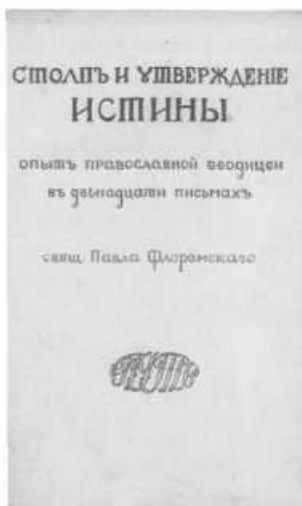 СТОЛПЪ И УТВЕРЖДЕНІЕ
ИСТИНЫ
опытъ православной ѳеодицеи
въ двѣнадцати письмахъ
свящ. Павла Флоренскаго